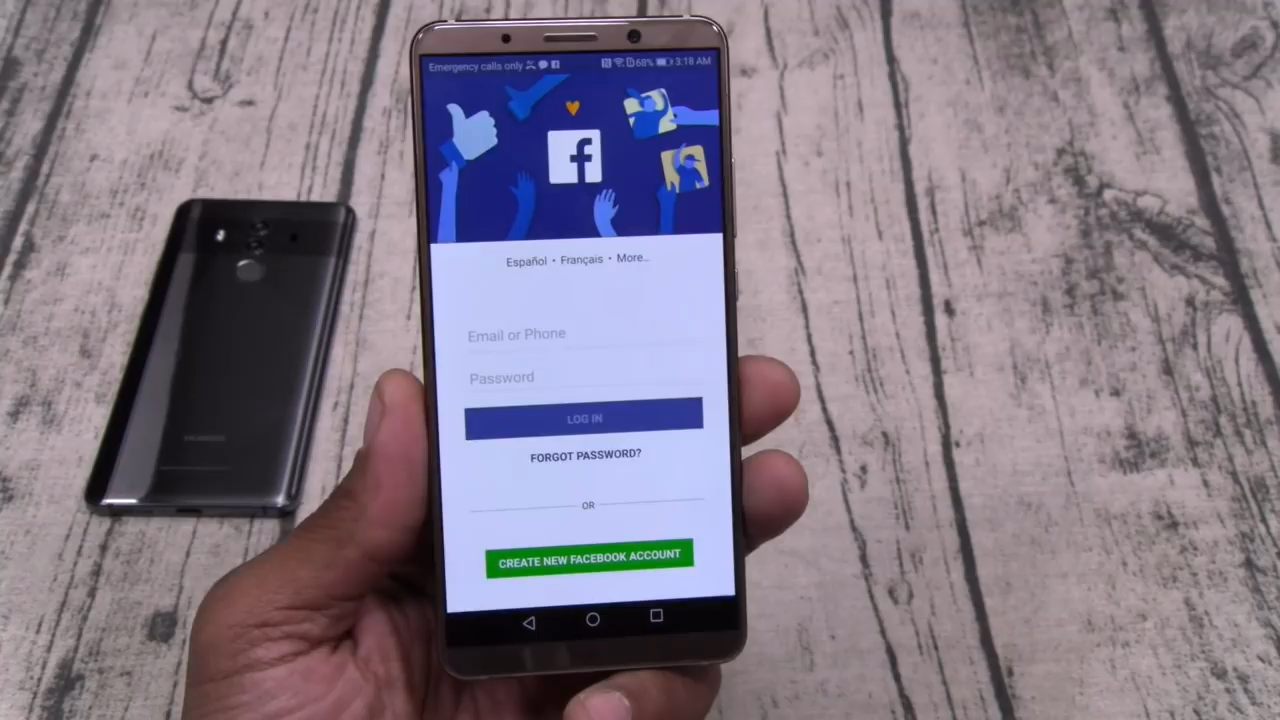 Emergency calls only
68% 3:18 AM
f
Español • Français • More...
Email or Phone
Password
LOG IN
FORGOT PASSWORD?
OR
CREATE NEW FACEBOOK ACCOUNT
HUAWEI